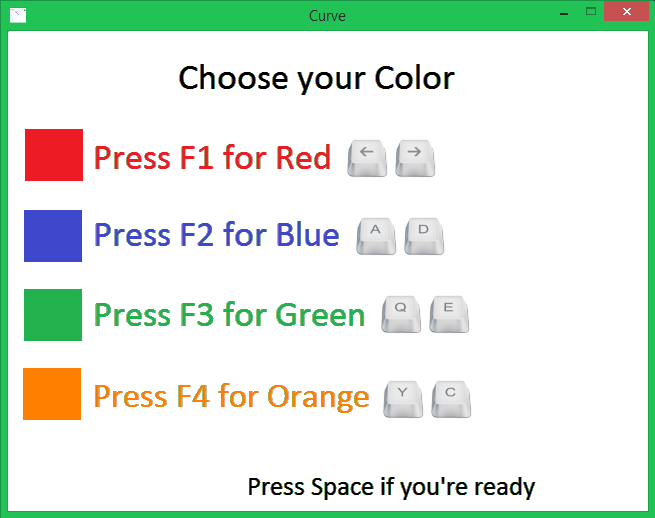 Curve
Choose your Color
Press F1 for Red ← →
Press F2 for Blue A D
Press F3 for Green Q E
Press F4 for Orange Y C
Press Space if you're ready